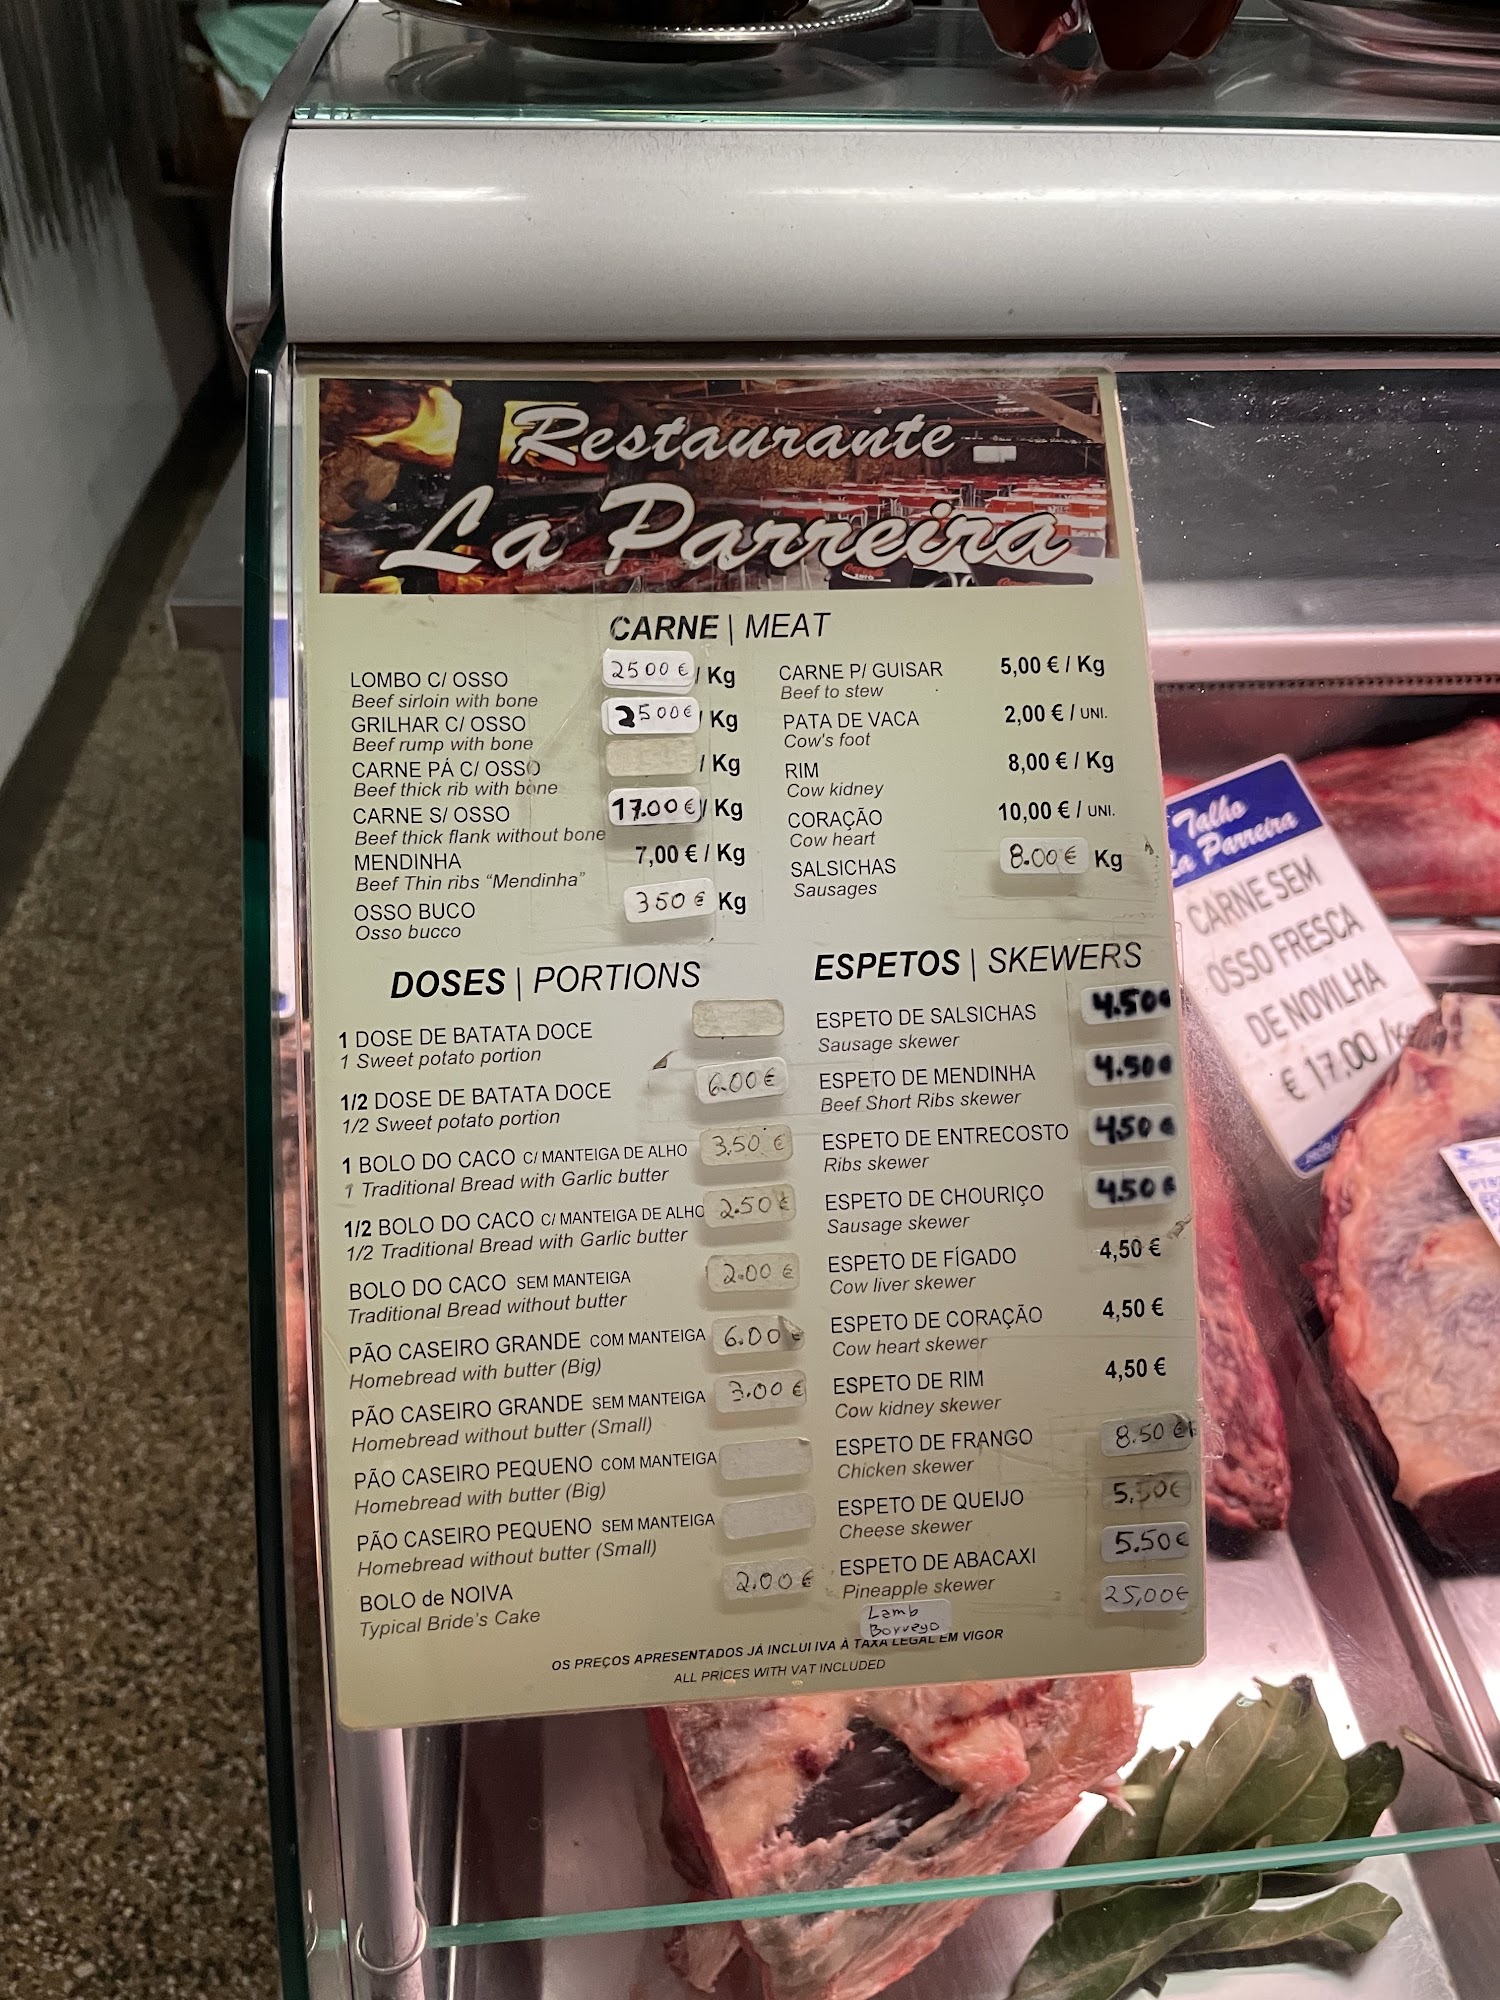 Restaurante
La Parreira
CARNE | MEAT
LOMBO C/ OSSO 2500 € / Kg
Beef sirloin with bone
GRILHAR C/ OSSO 2500€ / Kg
Beef rump with bone
CARNE PÁ C/ OSSO / Kg
Beef thick rib with bone
CARNE S/ OSSO 17.00 € / Kg
Beef thick flank without bone
MENDINHA 7,00 € / Kg
Beef Thin ribs “Mendinha”
OSSO BUCO 350 € Kg
Osso bucco
CARNE P/ GUISAR 5,00 € / Kg
Beef to stew
PATA DE VACA 2,00 € / UNI.
Cow's foot
RIM 8,00 € / Kg
Cow kidney
CORAÇÃO 10,00 € / UNI.
Cow heart
SALSICHAS 8.00 € Kg
Sausages
DOSES | PORTIONS
1 DOSE DE BATATA DOCE
1 Sweet potato portion
1/2 DOSE DE BATATA DOCE 6.00 €
1/2 Sweet potato portion
1 BOLO DO CACO C/ MANTEIGA DE ALHO 3.50 €
1 Traditional Bread with Garlic butter
1/2 BOLO DO CACO C/ MANTEIGA DE ALHO 2.50 €
1/2 Traditional Bread with Garlic butter
BOLO DO CACO SEM MANTEIGA 2.00 €
Traditional Bread without butter
PÃO CASEIRO GRANDE COM MANTEIGA 6.00 €
Homebread with butter (Big)
PÃO CASEIRO GRANDE SEM MANTEIGA 3.00 €
Homebread without butter (Small)
PÃO CASEIRO PEQUENO COM MANTEIGA
Homebread with butter (Big)
PÃO CASEIRO PEQUENO SEM MANTEIGA
Homebread without butter (Small)
BOLO de NOIVA 2.00 €
Typical Bride's Cake
ESPETOS | SKEWERS
ESPETO DE SALSICHAS 4.50€
Sausage skewer
ESPETO DE MENDINHA 4.50€
Beef Short Ribs skewer
ESPETO DE ENTRECOSTO 450 €
Ribs skewer
ESPETO DE CHOURIÇO 4.50 €
Sausage skewer
ESPETO DE FÍGADO 4,50 €
Cow liver skewer
ESPETO DE CORAÇÃO 4,50 €
Cow heart skewer
ESPETO DE RIM 4,50 €
Cow kidney skewer
ESPETO DE FRANGO 8.50 €
Chicken skewer
ESPETO DE QUEIJO 5.50€
Cheese skewer
ESPETO DE ABACAXI 5.50€
Pineapple skewer
Lamb 25,00€
Borrego
OS PREÇOS APRESENTADOS JÁ INCLUI IVA À TAXA LEGAL EM VIGOR
ALL PRICES WITH VAT INCLUDED
Talho
La Parreira
CARNE SEM
OSSO FRESCA
DE NOVILHA
€ 17,00 /